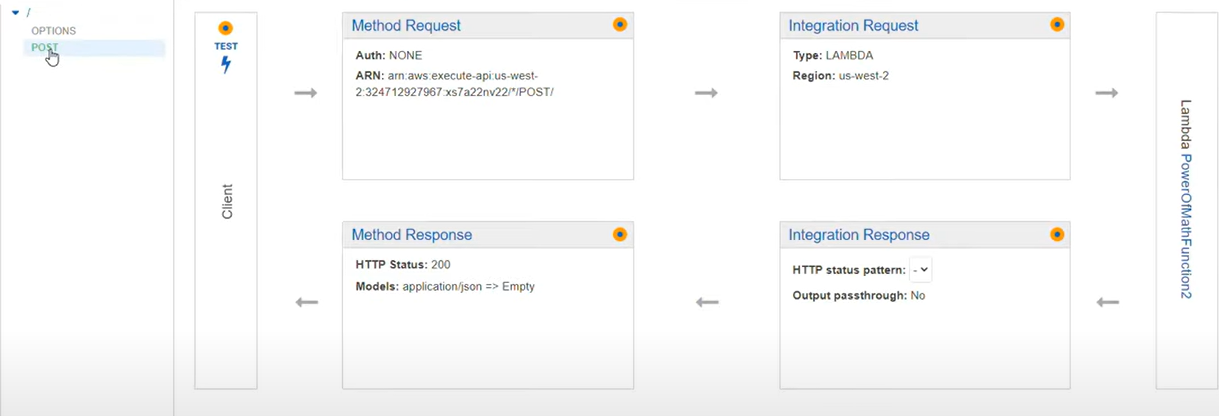 /
OPTIONS
POST
TEST
Client
Method Request
Auth: NONE
ARN: arn:aws:execute-api:us-west-
2:324712927967:xs7a22nv22/*/POST/
Integration Request
Type: LAMBDA
Region: us-west-2
Lambda PowerOfMathFunction2
Method Response
HTTP Status: 200
Models: application/json => Empty
Integration Response
HTTP status pattern: -
Output passthrough: No